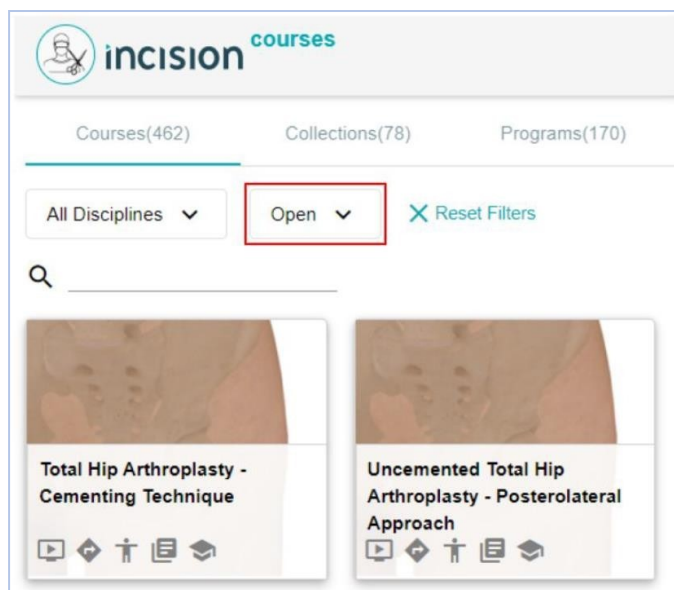 incision courses
Courses(462) Collections(78) Programs(170)
All Disciplines Open Reset Filters
Total Hip Arthroplasty -
Cementing Technique
Uncemented Total Hip
Arthroplasty - Posterolateral
Approach